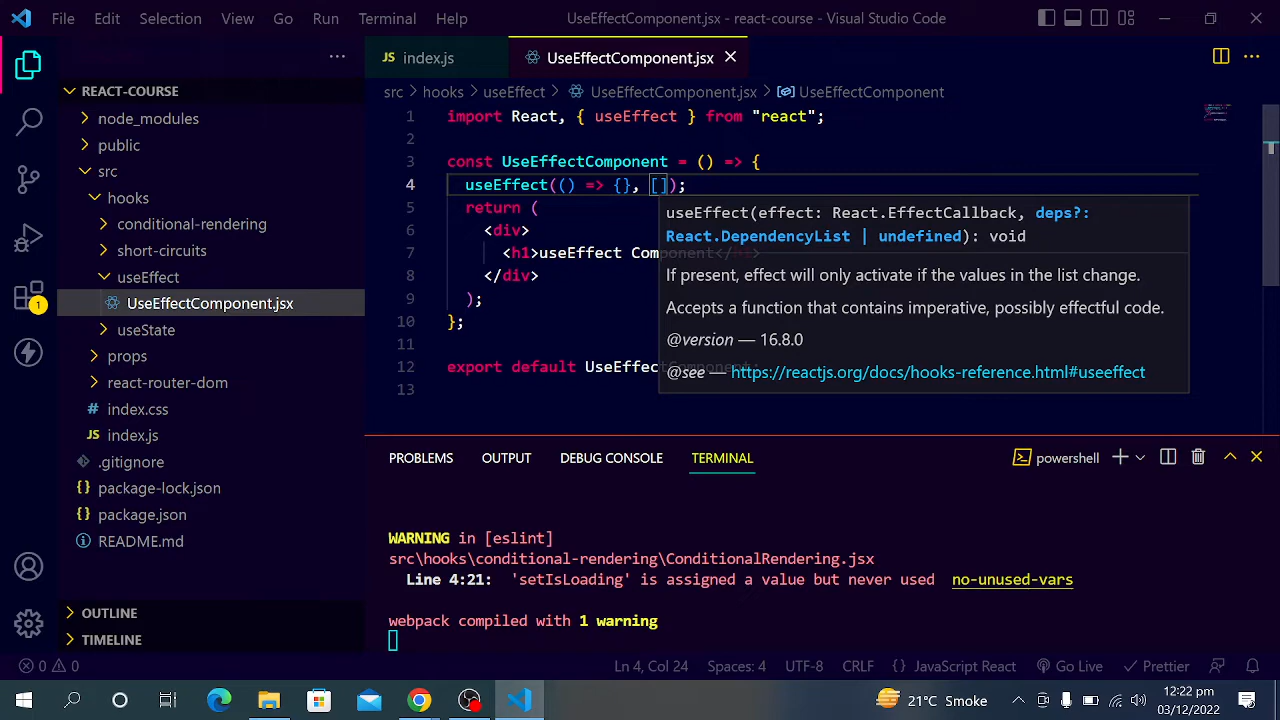 File Edit Selection View Go Run Terminal Help UseEffectComponent.jsx - react-course - Visual Studio Code
JS index.js UseEffectComponent.jsx
REACT-COURSE
node_modules
public
src
hooks
conditional-rendering
short-circuits
useEffect
UseEffectComponent.jsx
useState
props
react-router-dom
# index.css
JS index.js
.gitignore
{} package-lock.json
{} package.json
README.md
OUTLINE
TIMELINE
1
src > hooks > useEffect > UseEffectComponent.jsx > UseEffectComponent
1 import React, { useEffect } from "react";
2
3 const UseEffectComponent = () => {
4 useEffect(() => {}, []);
5 return (
6 <div>
7 <h1>useEffect Component</h1>
8 </div>
9 );
10 };
11
12 export default UseEffectComponent;
13
useEffect(effect: React.EffectCallback, deps?:
React.DependencyList | undefined): void
If present, effect will only activate if the values in the list change.
Accepts a function that contains imperative, possibly effectful code.
@version — 16.8.0
@see — https://reactjs.org/docs/hooks-reference.html#useeffect
PROBLEMS OUTPUT DEBUG CONSOLE TERMINAL powershell
WARNING in [eslint]
src\hooks\conditional-rendering\ConditionalRendering.jsx
Line 4:21: 'setIsLoading' is assigned a value but never used no-unused-vars
webpack compiled with 1 warning
0 0 Ln 4, Col 24 Spaces: 4 UTF-8 CRLF {} JavaScript React Go Live Prettier
21°C Smoke
12:22 pm
03/12/2022